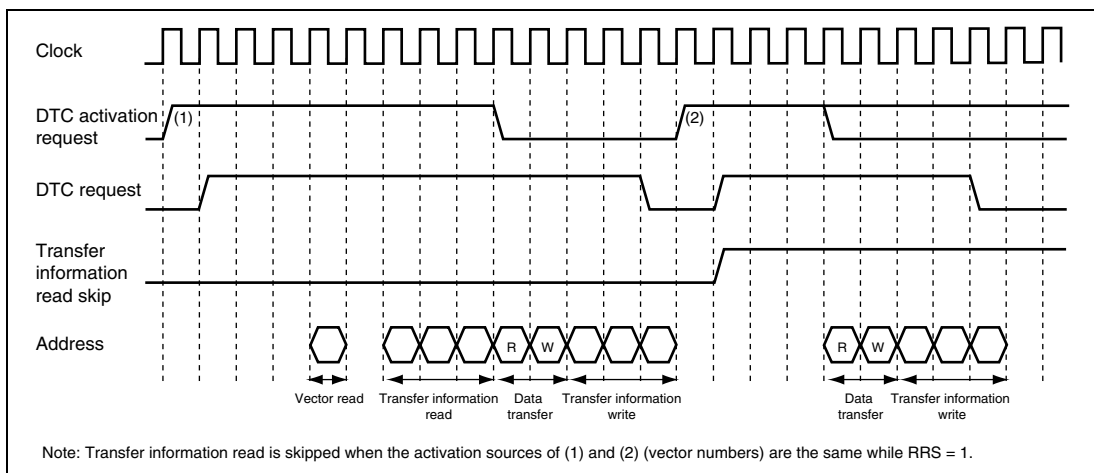 Clock
DTC activation
request
(1)
(2)
DTC request
Transfer
information
read skip
Address
R
W
R
W
Vector read
Transfer information
read
Data
transfer
Transfer information
write
Data
transfer
Transfer information
write
Note: Transfer information read is skipped when the activation sources of (1) and (2) (vector numbers) are the same while RRS = 1.